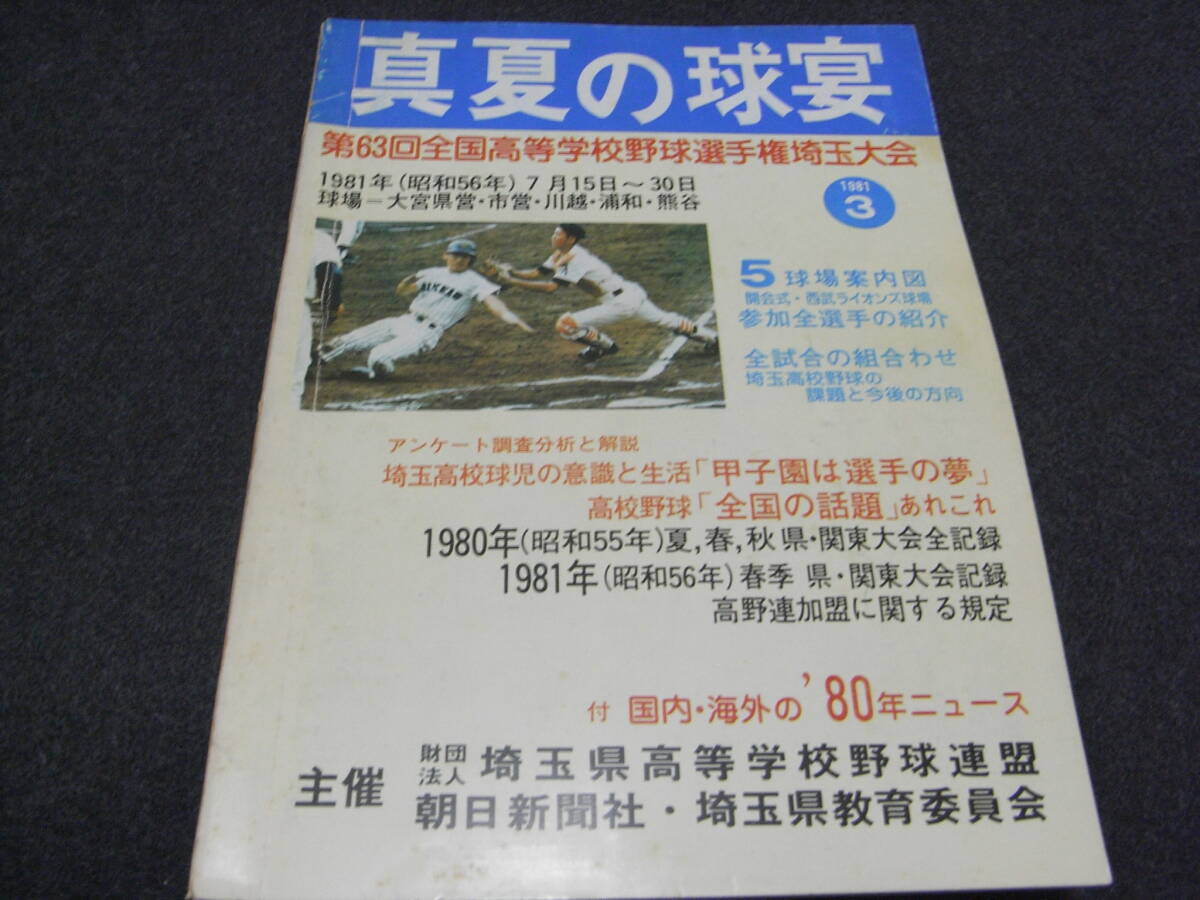 真夏の球宴
第63回全国高等学校野球選手権埼玉大会
1981年(昭和56年) 7月15日〜30日
球場=大宮県営・市営・川越・浦和・熊谷
1981
3
5球場案内図
開会式・西武ライオンズ球場
参加全選手の紹介
全試合の組合わせ
埼玉高校野球の
課題と今後の方向
アンケート調査分析と解説
埼玉高校球児の意識と生活「甲子園は選手の夢」
高校野球「全国の話題」あれこれ
1980年(昭和55年)夏,春,秋 県・関東大会全記録
1981年(昭和56年)春季 県・関東大会記録
高野連加盟に関する規定
付 国内・海外の'80年ニュース
主催 財団法人 埼玉県高等学校野球連盟
朝日新聞社・埼玉県教育委員会